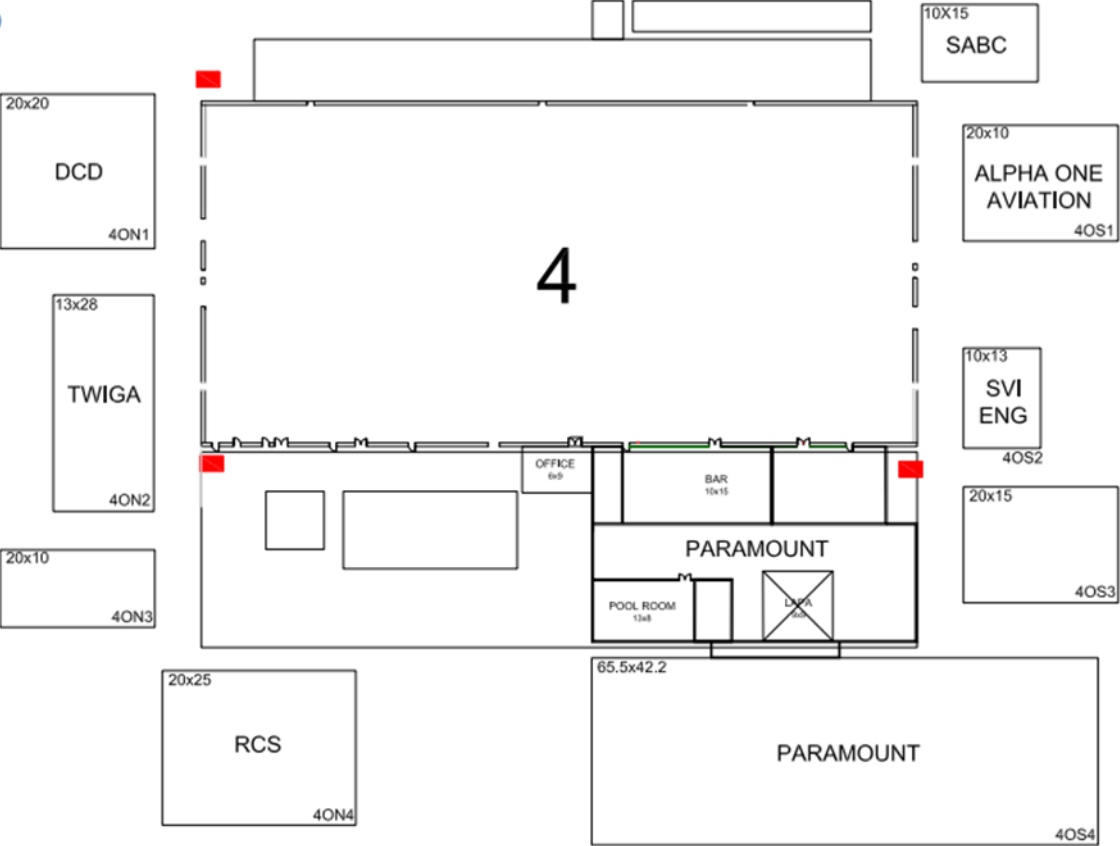 10X15
SABC
20x20
DCD
4ON1
20x10
ALPHA ONE
AVIATION
4OS1
4
13x28
TWIGA
4ON2
10x13
SVI
ENG
4OS2
OFFICE
6x9
BAR
10x15
20x15
4OS3
PARAMOUNT
20x10
4ON3
POOL ROOM
13x8
LAPA
20x25
RCS
4ON4
65.5x42.2
PARAMOUNT
4OS4